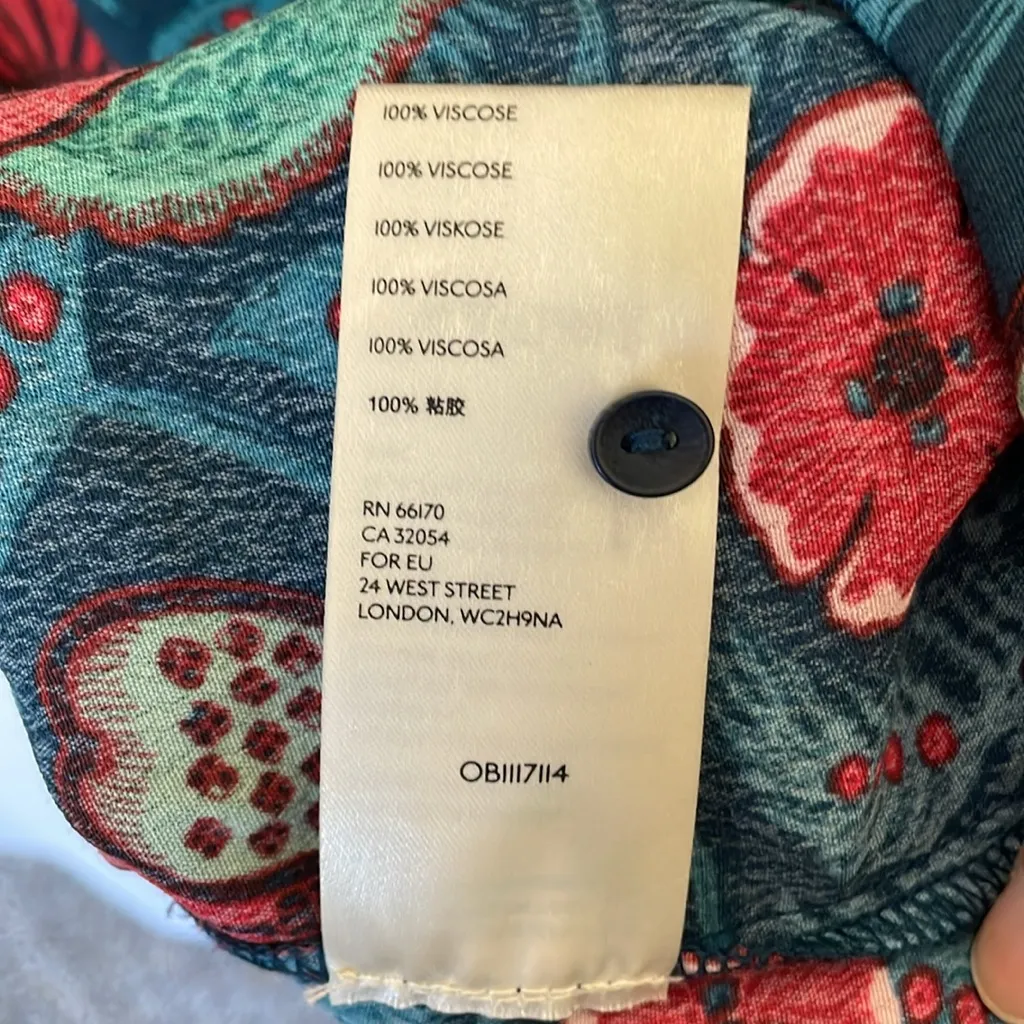 100% VISCOSE
100% VISCOSE
100% VISKOSE
100% VISCOSA
100% VISCOSA
100% 粘胶
RN 66170
CA 32054
FOR EU
24 WEST STREET
LONDON, WC2H9NA
OB1117114